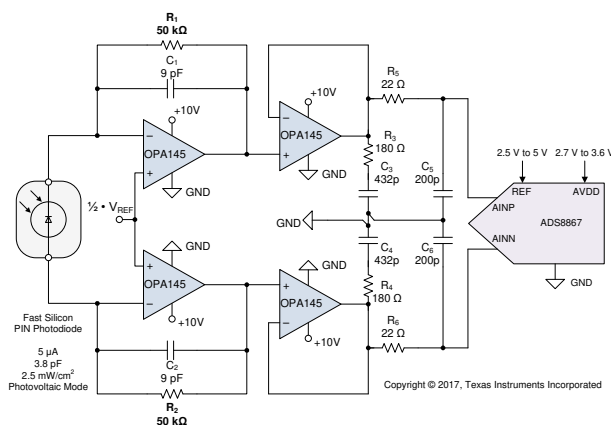 R1
50 kΩ
C1
9 pF
+10V
−
OPA145
+
GND
−
+10V
OPA145
+
GND
R5
22 Ω
R3
180 Ω
C3
432p
C5
200p
2.5 V to 5 V
2.7 V to 3.6 V
REF
AVDD
AINP
ADS8867
AINN
GND
½ • VREF
GND
C4
432p
C6
200p
R4
180 Ω
GND
+
OPA145
−
+10V
GND
+
OPA145
−
+10V
R6
22 Ω
C2
9 pF
R2
50 kΩ
Fast Silicon
PIN Photodiode
5 µA
3.8 pF
2.5 mW/cm²
Photovoltaic Mode
Copyright © 2017, Texas Instruments Incorporated